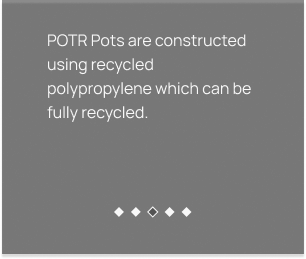 POTR Pots are constructed
using recycled
polypropylene which can be
fully recycled.